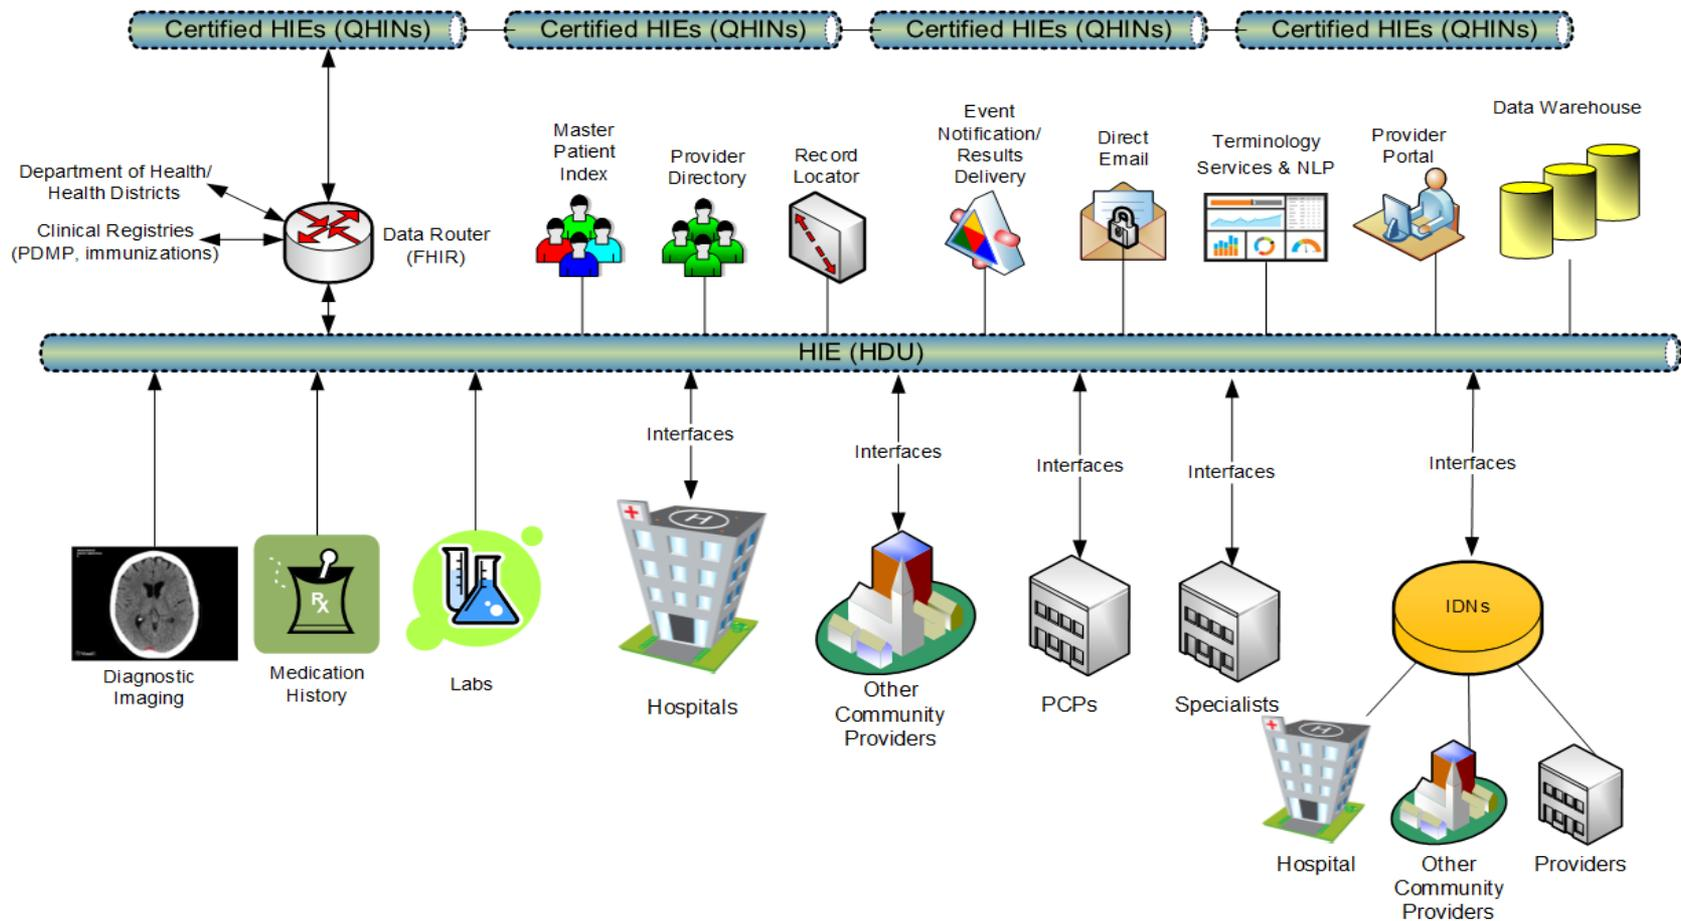 Certified HIEs (QHINs)
Certified HIEs (QHINs)
Certified HIEs (QHINs)
Certified HIEs (QHINs)
Department of Health/
Health Districts
Clinical Registries
(PDMP, immunizations)
Data Router
(FHIR)
Master
Patient
Index
Provider
Directory
Record
Locator
Event
Notification/
Results
Delivery
Direct
Email
Terminology
Services & NLP
Provider
Portal
Data Warehouse
HIE (HDU)
Interfaces
Interfaces
Interfaces
Interfaces
Interfaces
H
Rx
IDNs
Diagnostic
Imaging
Medication
History
Labs
Hospitals
Other
Community
Providers
PCPs
Specialists
H
Hospital
Other
Community
Providers
Providers